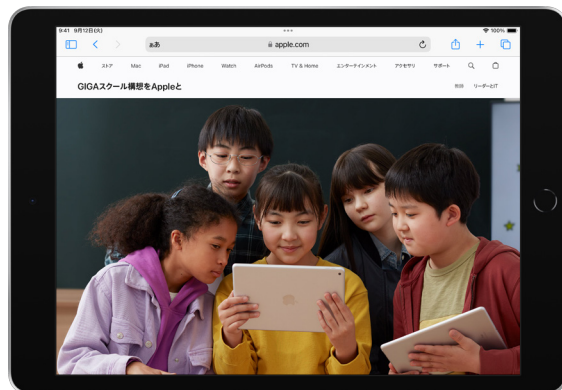 9:41 9月12日(火) 100%
ああ apple.com
ストア Mac iPad iPhone Watch AirPods TV & Home エンターテインメント アクセサリ サポート
GIGAスクール構想をAppleと リーダーとIT